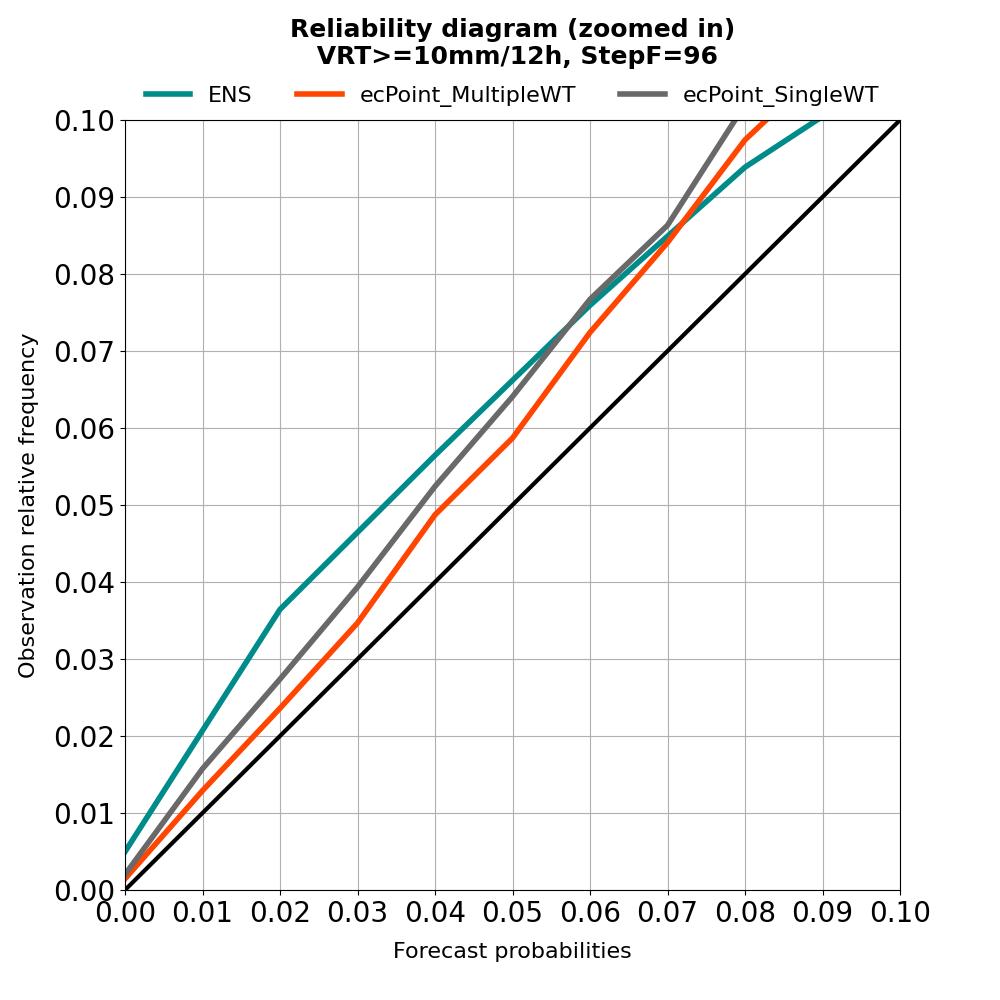 Reliability diagram (zoomed in)
VRT>=10mm/12h, StepF=96
ENS ecPoint_MultipleWT ecPoint_SingleWT
0.10
0.09
0.08
0.07
0.06
0.05
0.04
0.03
0.02
0.01
0.00
Observation relative frequency
0.00 0.01 0.02 0.03 0.04 0.05 0.06 0.07 0.08 0.09 0.10
Forecast probabilities